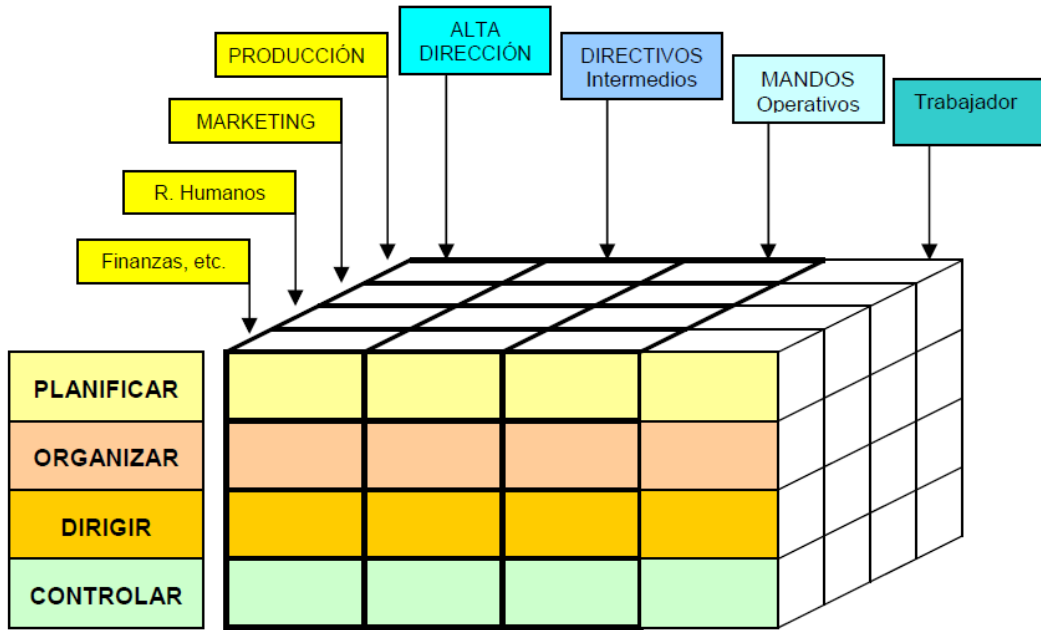 ALTA
DIRECCIÓN
PRODUCCIÓN
DIRECTIVOS
Intermedios
MANDOS
Operativos
Trabajador
MARKETING
R. Humanos
Finanzas, etc.
PLANIFICAR
ORGANIZAR
DIRIGIR
CONTROLAR